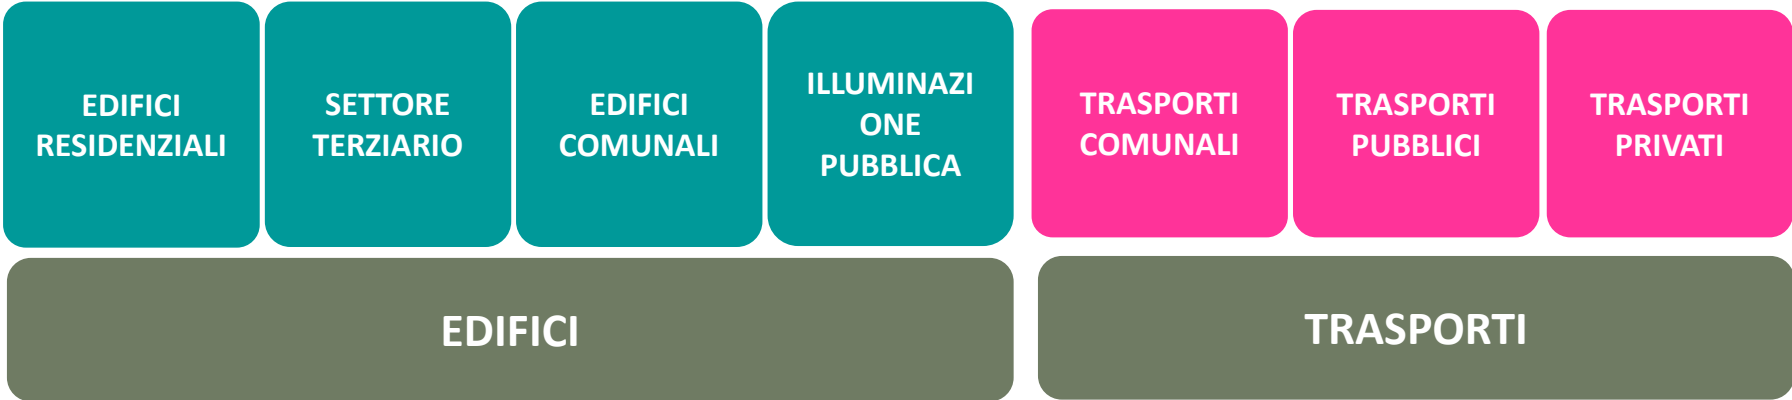 EDIFICI
RESIDENZIALI
SETTORE
TERZIARIO
EDIFICI
COMUNALI
ILLUMINAZI
ONE
PUBBLICA
TRASPORTI
COMUNALI
TRASPORTI
PUBBLICI
TRASPORTI
PRIVATI
EDIFICI
TRASPORTI